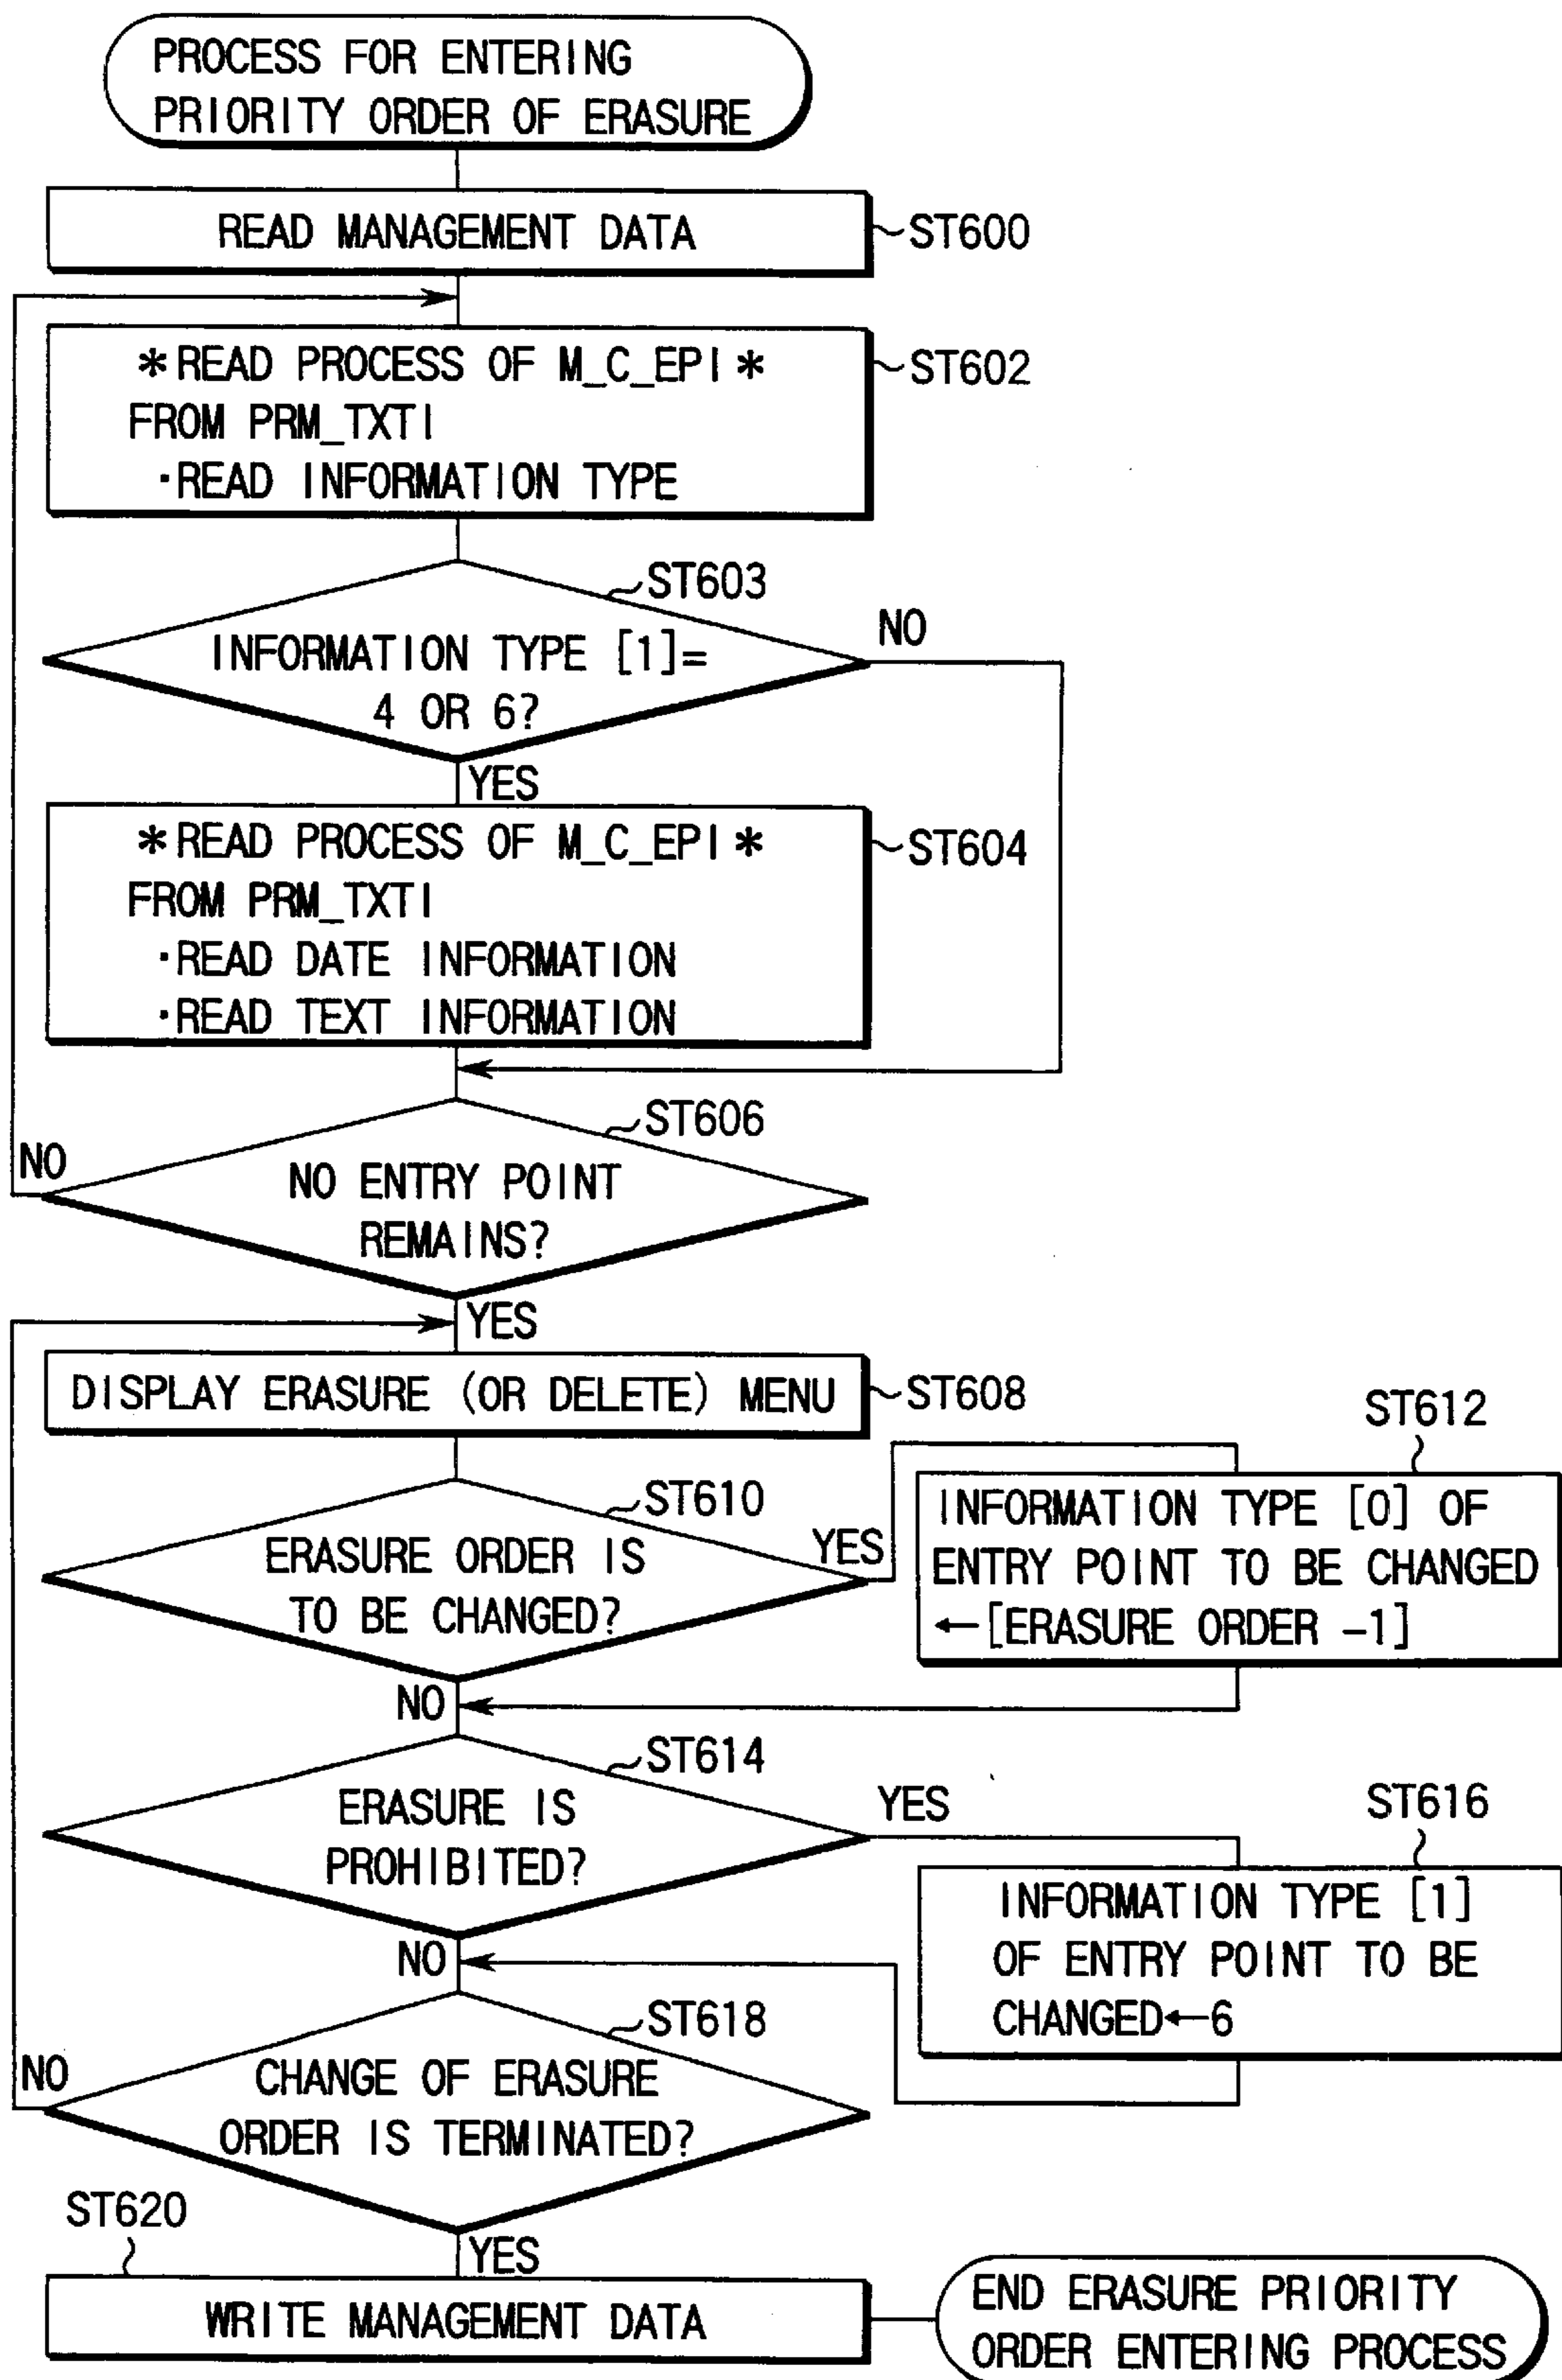 PROCESS FOR ENTERING
PRIORITY ORDER OF ERASURE
READ MANAGEMENT DATA
ST600
*READ PROCESS OF M_C_EPI*
FROM PRM_TXTI
·READ INFORMATION TYPE
ST602
ST603
INFORMATION TYPE [1]=
4 OR 6?
NO
YES
*READ PROCESS OF M_C_EPI*
FROM PRM_TXTI
·READ DATE INFORMATION
·READ TEXT INFORMATION
ST604
ST606
NO ENTRY POINT
REMAINS?
NO
YES
DISPLAY ERASURE (OR DELETE) MENU
ST608
ST610
ERASURE ORDER IS
TO BE CHANGED?
YES
ST612
INFORMATION TYPE [0] OF
ENTRY POINT TO BE CHANGED
←[ERASURE ORDER -1]
NO
ST614
ERASURE IS
PROHIBITED?
YES
ST616
INFORMATION TYPE [1]
OF ENTRY POINT TO BE
CHANGED←6
NO
ST618
CHANGE OF ERASURE
ORDER IS TERMINATED?
NO
YES
ST620
WRITE MANAGEMENT DATA
END ERASURE PRIORITY
ORDER ENTERING PROCESS